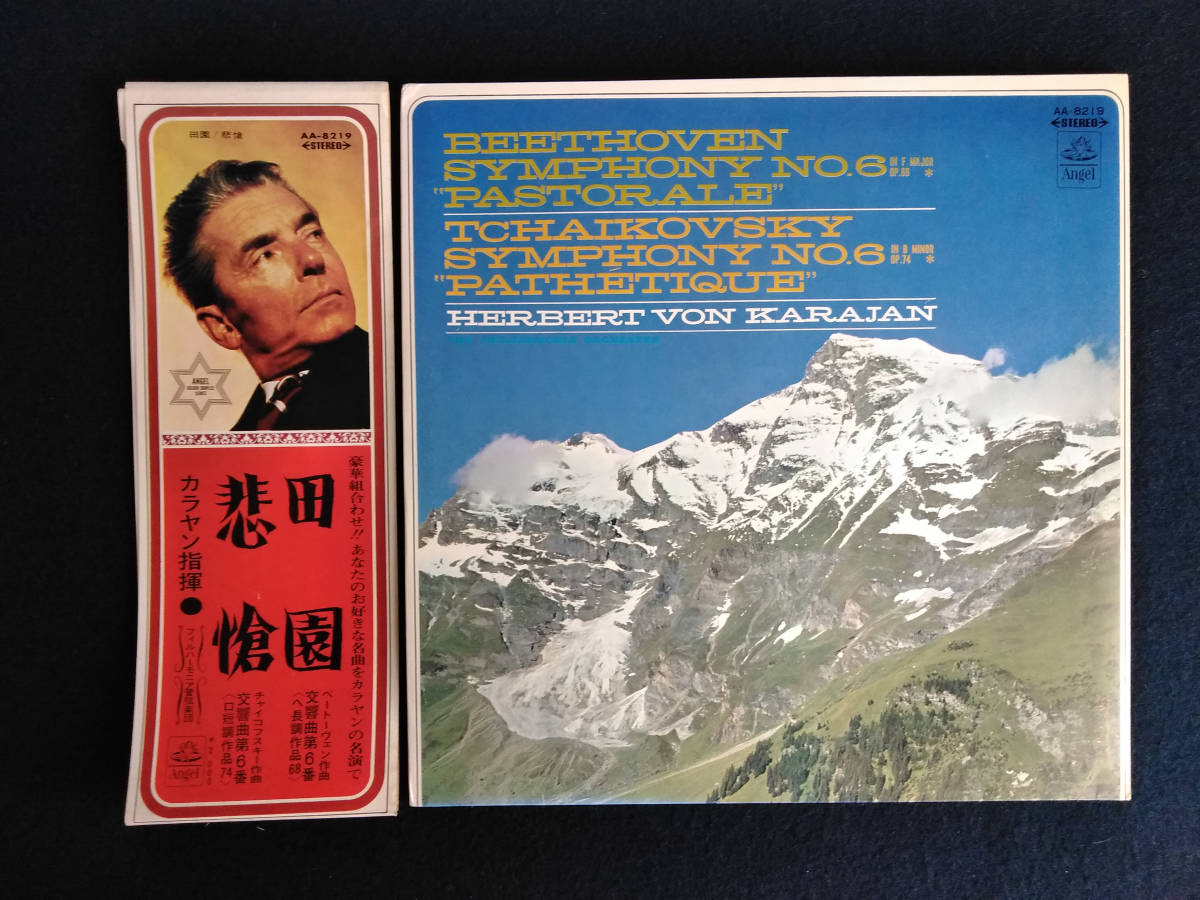 田園/悲愴
AA-8219
STEREO
ANGEL
豪華組合わせ!!あなたのお好きな名曲をカラヤンの名演で
田園
悲愴
カラヤン指揮●
フィルハーモニア管弦楽団
ベートーヴェン作曲
交響曲第6番
〈ヘ長調作品68〉
チャイコフスキー作曲
交響曲第6番
〈ロ短調作品74〉
Angel
¥2,000
AA-8219
STEREO
Angel
BEETHOVEN
SYMPHONY NO.6 IN F MAJOR OP.68 *
"PASTORALE"
TCHAIKOVSKY
SYMPHONY NO.6 IN B MINOR OP.74 *
"PATHÉTIQUE"
HERBERT VON KARAJAN
PHILHARMONIA ORCHESTRA